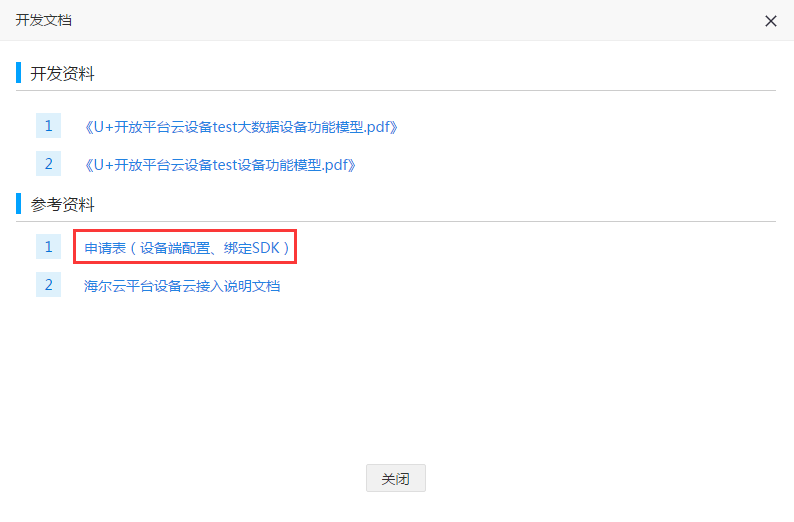 开发文档
开发资料
1 《U+开放平台云设备test大数据设备功能模型.pdf》
2 《U+开放平台云设备test设备功能模型.pdf》
参考资料
1 申请表（设备端配置、绑定SDK）
2 海尔云平台设备云接入说明文档
关闭